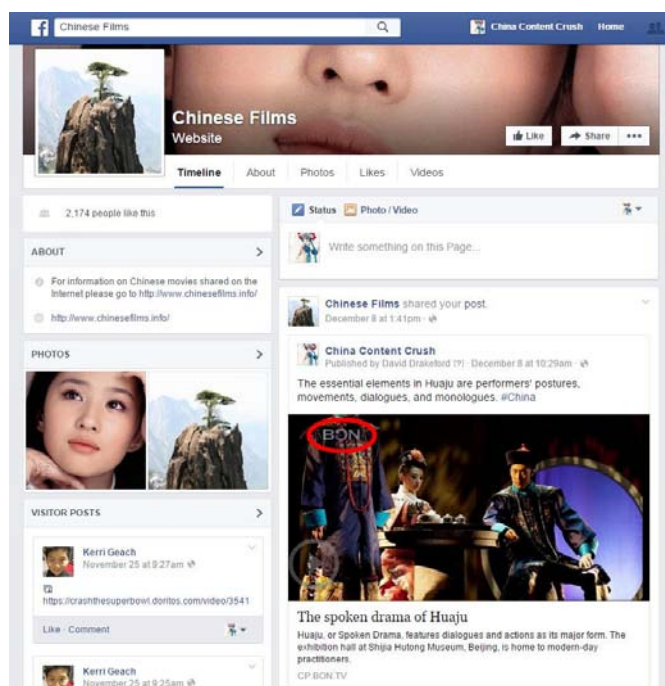 Chinese Films
China Content Crush Home
Chinese Films
Website
Like Share
Timeline About Photos Likes Videos
2,174 people like this
ABOUT
For information on Chinese movies shared on the
Internet please go to http://www.chinesefilms.info/
http://www.chinesefilms.info/
PHOTOS
VISITOR POSTS
Kerri Geach
November 25 at 9:27am
https://crashthesuperbowl.doritos.com/video/3541
Like · Comment
Kerri Geach
November 25 at 9:25am
Status Photo / Video
Write something on this Page...
Chinese Films shared your post.
December 8 at 1:41pm
China Content Crush
Published by David Drakeford [?] · December 8 at 10:29am
The essential elements in Huaju are performers' postures,
movements, dialogues, and monologues. #China
BON
The spoken drama of Huaju
Huaju, or Spoken Drama, features dialogues and actions as its major form. The
exhibition hall at Shijia Hutong Museum, Beijing, is home to modern-day
practitioners.
CP.BON.TV